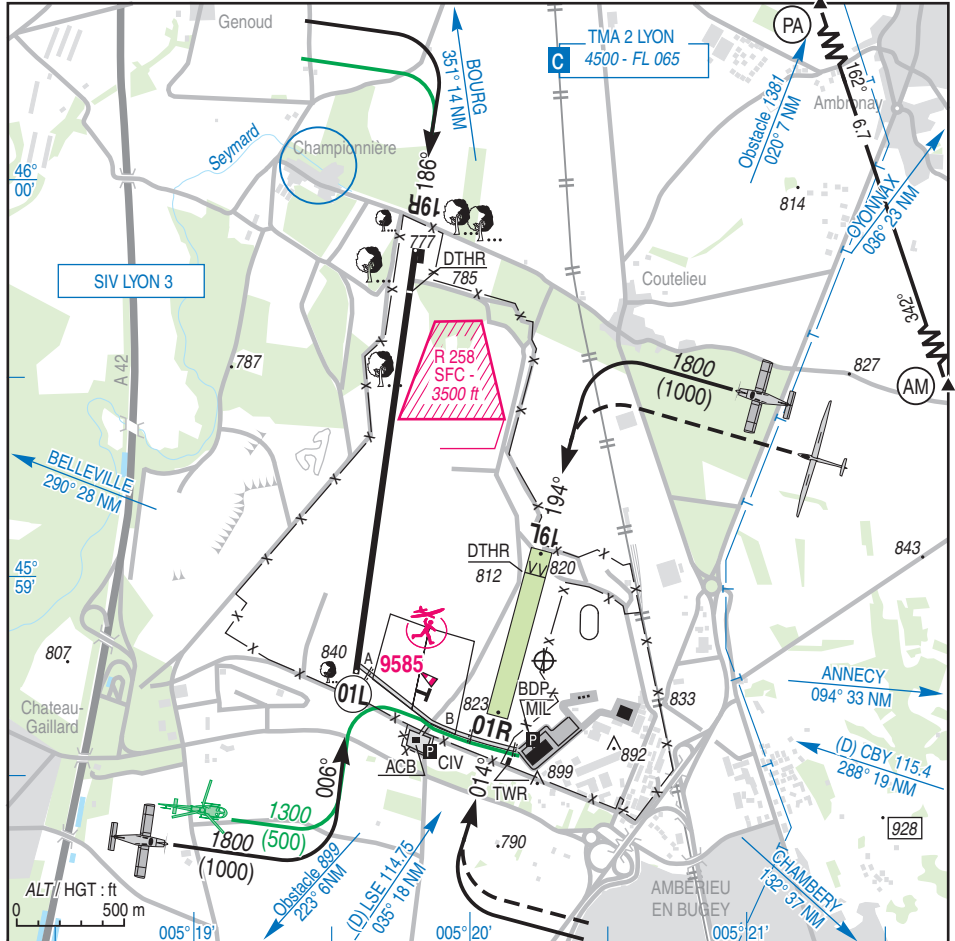 Genoud
BOURG
351° 14 NM
C
TMA 2 LYON
4500 - FL 065
PA
162°
6.7
342°
AM
Ambronay
Obstacle 1381
020° 7 NM
OYONNAX
036° 23 NM
Seymard
Championnière
46°
00'
186°
19R
777
DTHR
785
814
SIV LYON 3
Coutelieu
A 42
787
R 258
SFC -
3500 ft
1800
(1000)
827
BELLEVILLE
290° 28 NM
194°
19L
DTHR
812
VV
820
843
45°
59'
807
840
A
9585
01L
T
823
B
01R
BDP
MIL
833
ANNECY
094° 33 NM
Chateau-
Gaillard
P
P
892
ACB
CIV
TWR
899
(D) CBY 115.4
288° 19 NM
006°
014°
1300
(500)
1800
(1000)
790
928
Obstacle 899
223° 6NM
(D) LSE 114.75
035° 18 NM
AMBÉRIEU
EN BUGEY
CHAMBERY
132° 37 NM
ALT / HGT : ft
0 500 m
005° 19'
005° 20'
005° 21'